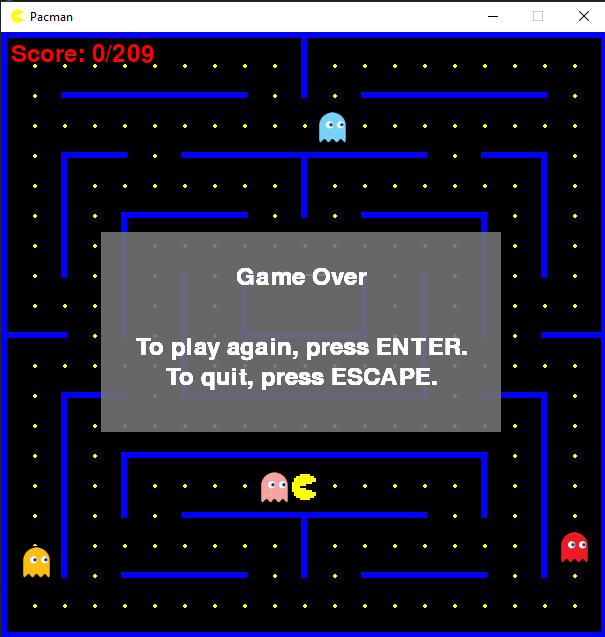 Pacman
Score: 0/209
Game Over
To play again, press ENTER.
To quit, press ESCAPE.